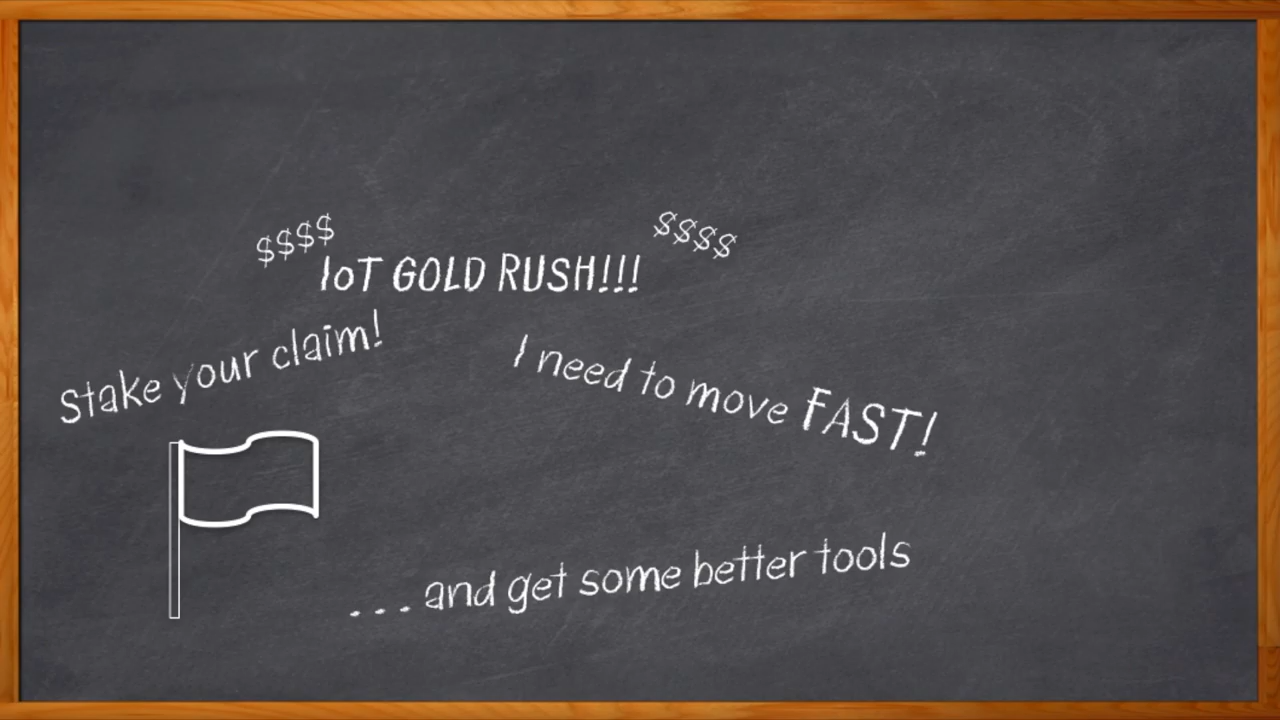 $$$$
$$$$
IoT GOLD RUSH!!!
Stake your claim!
I need to move FAST!
. . . and get some better tools